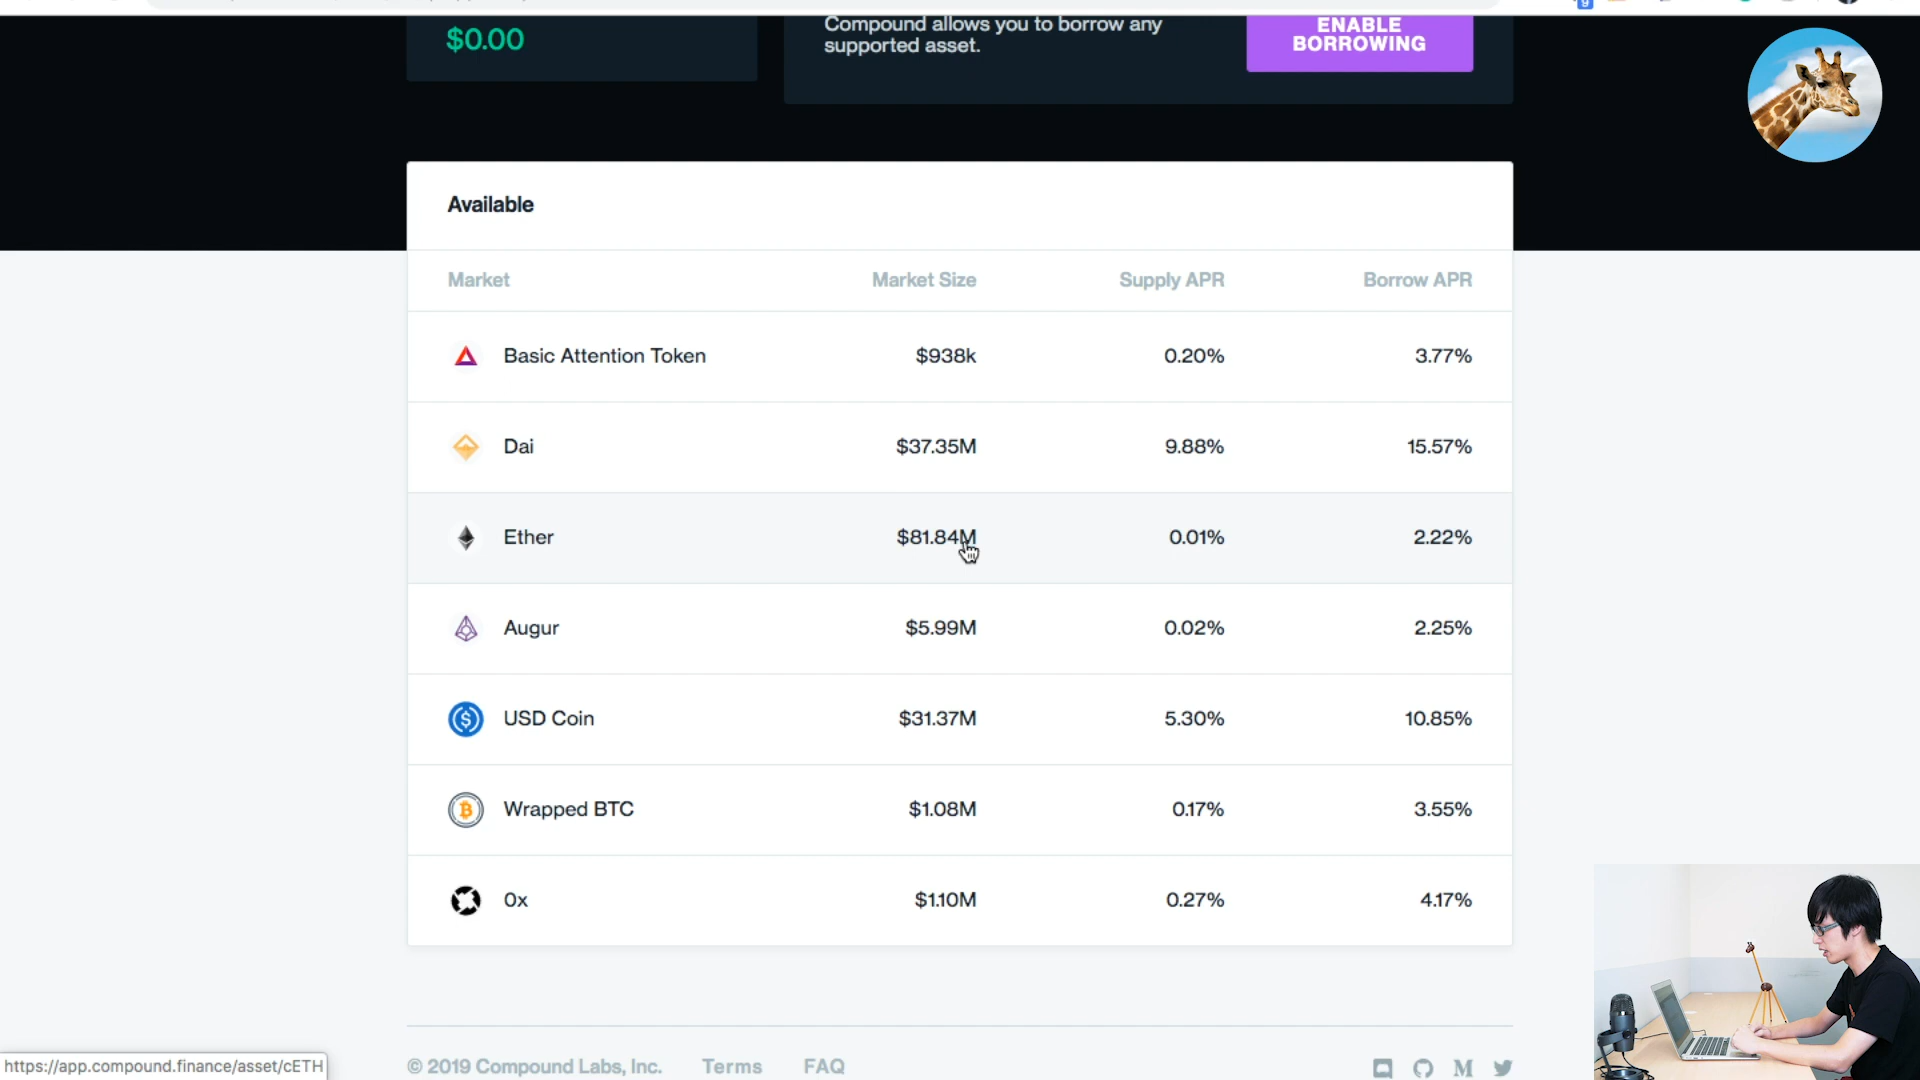 $0.00
Compound allows you to borrow any
supported asset.
ENABLE
BORROWING
Available
Market Market Size Supply APR Borrow APR
Basic Attention Token $938k 0.20% 3.77%
Dai $37.35M 9.88% 15.57%
Ether $81.84M 0.01% 2.22%
Augur $5.99M 0.02% 2.25%
USD Coin $31.37M 5.30% 10.85%
Wrapped BTC $1.08M 0.17% 3.55%
0x $1.10M 0.27% 4.17%
© 2019 Compound Labs, Inc. Terms FAQ
https://app.compound.finance/asset/cETH